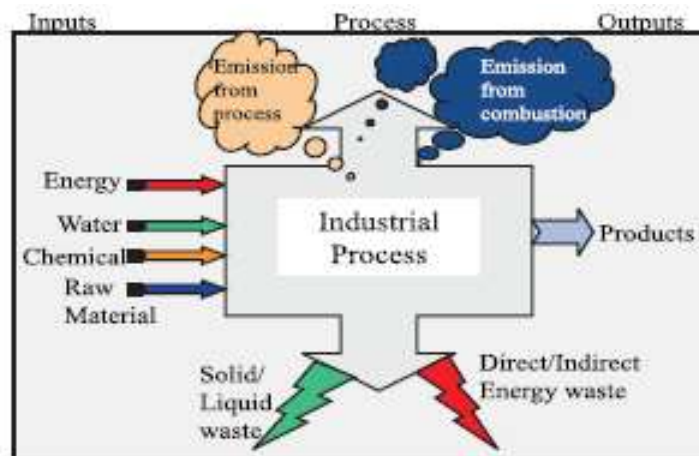 Inputs
Process
Outputs
Emission
from
process
Emission
from
combustion
Energy
Water
Chemical
Raw
Material
Industrial
Process
Products
Solid/
Liquid
waste
Direct/Indirect
Energy waste